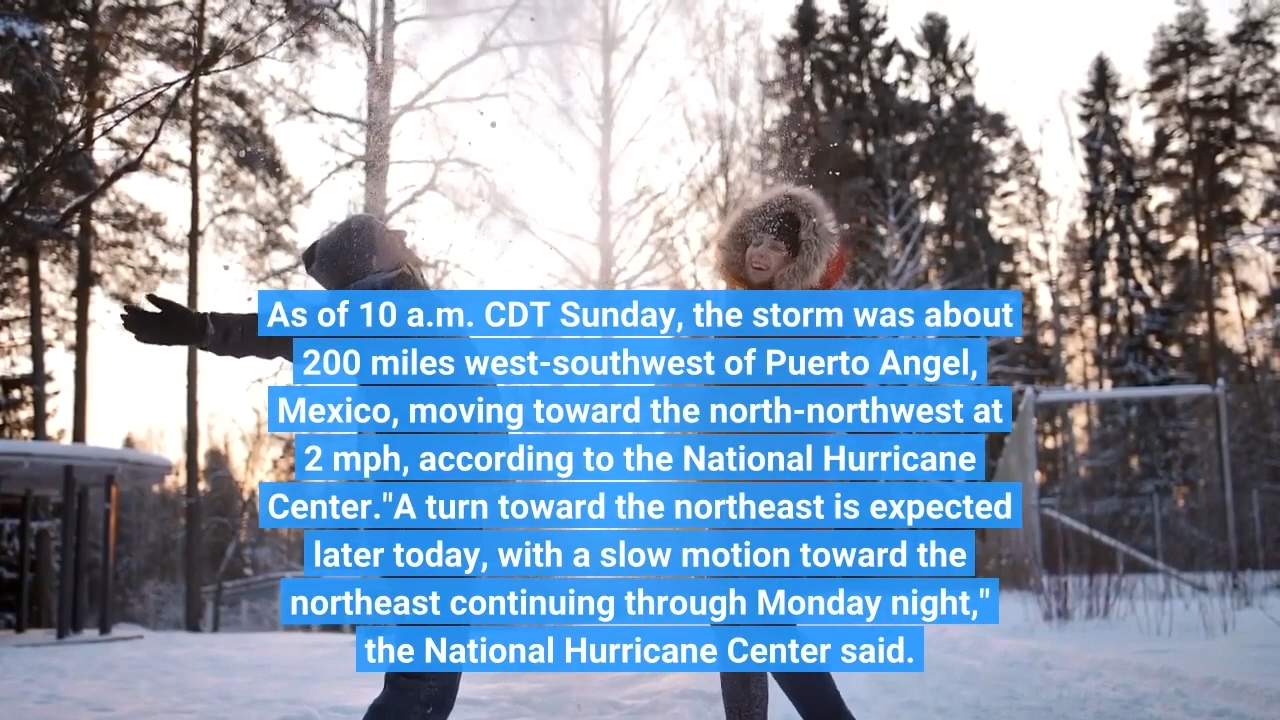 As of 10 a.m. CDT Sunday, the storm was about
200 miles west-southwest of Puerto Angel,
Mexico, moving toward the north-northwest at
2 mph, according to the National Hurricane
Center."A turn toward the northeast is expected
later today, with a slow motion toward the
northeast continuing through Monday night,"
the National Hurricane Center said.